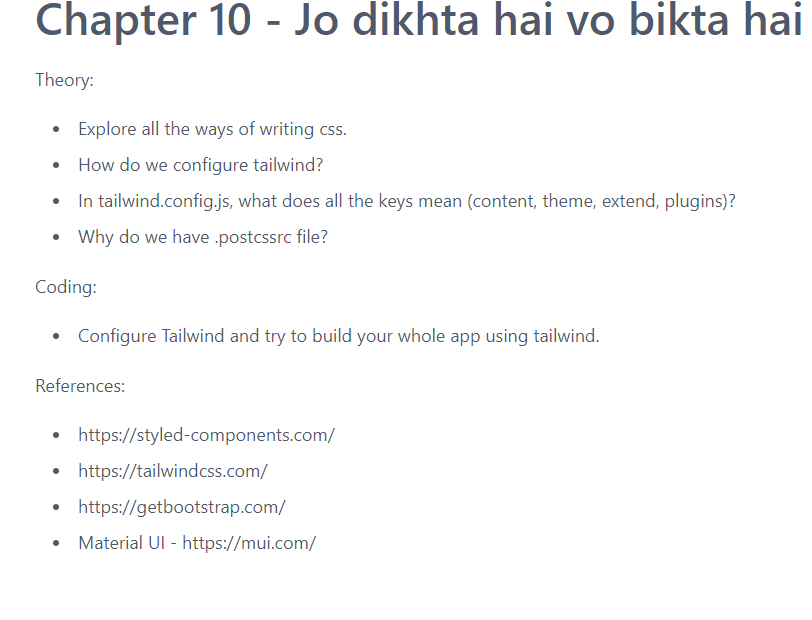 Chapter 10 - Jo dikhta hai vo bikta hai
Theory:
Explore all the ways of writing css.
How do we configure tailwind?
In tailwind.config.js, what does all the keys mean (content, theme, extend, plugins)?
Why do we have .postcssrc file?
Coding:
Configure Tailwind and try to build your whole app using tailwind.
References:
https://styled-components.com/
https://tailwindcss.com/
https://getbootstrap.com/
Material UI - https://mui.com/